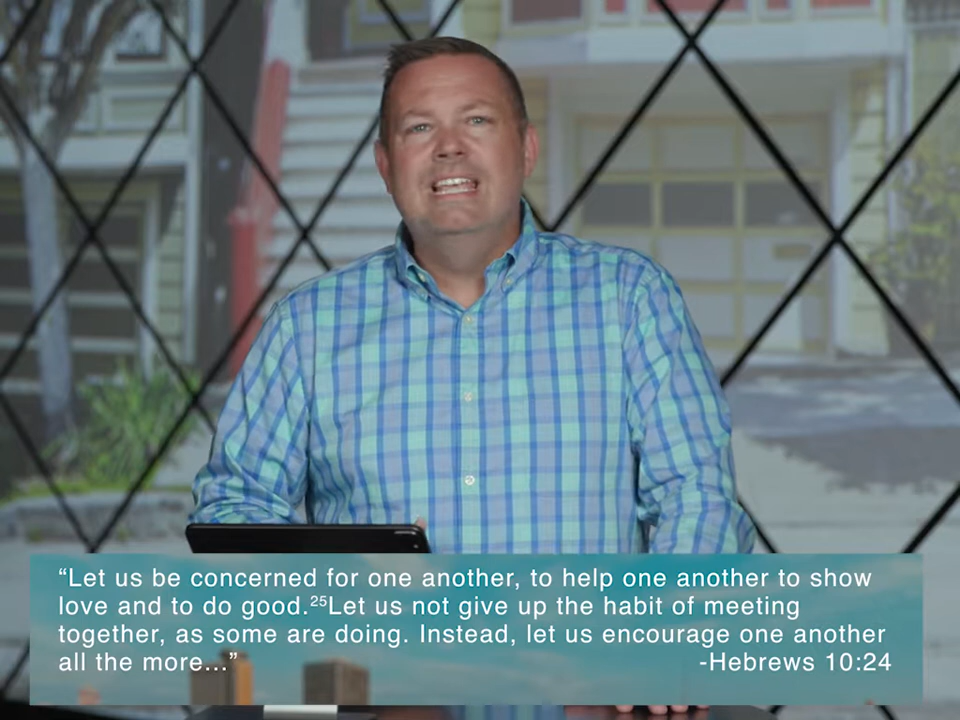 “Let us be concerned for one another, to help one another to show
love and to do good.²⁵Let us not give up the habit of meeting
together, as some are doing. Instead, let us encourage one another
all the more...” -Hebrews 10:24